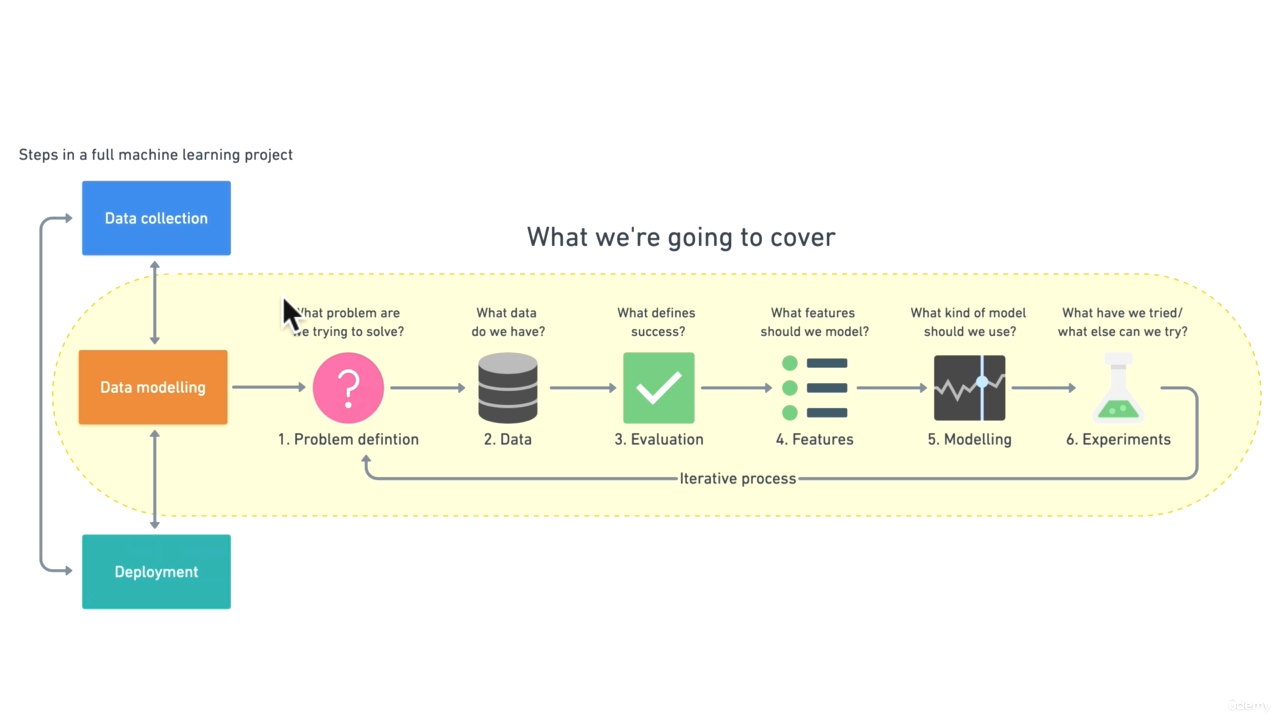 Steps in a full machine learning project
Data collection
What we're going to cover
What problem are
we trying to solve?
What data
do we have?
What defines
success?
What features
should we model?
What kind of model
should we use?
What have we tried/
what else can we try?
Data modelling
?
1. Problem defintion
2. Data
3. Evaluation
4. Features
5. Modelling
6. Experiments
Iterative process
Deployment
Udemy